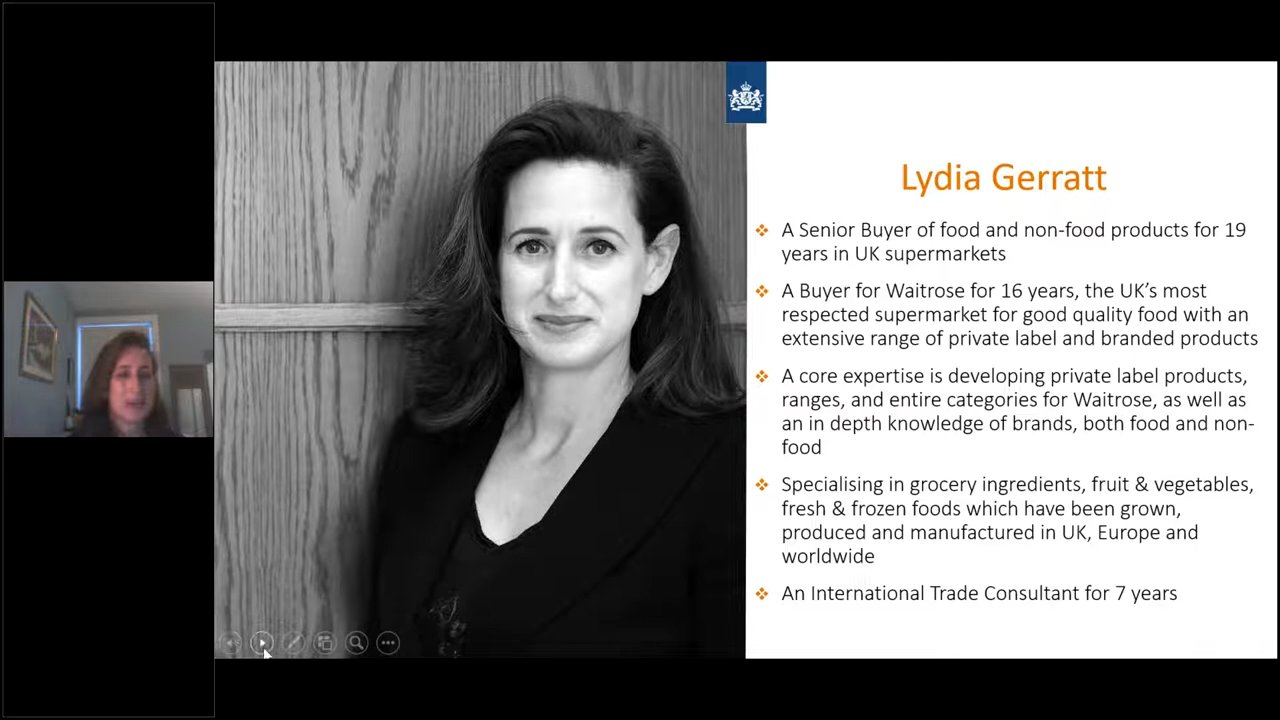 Lydia Gerratt
A Senior Buyer of food and non-food products for 19
years in UK supermarkets
A Buyer for Waitrose for 16 years, the UK’s most
respected supermarket for good quality food with an
extensive range of private label and branded products
A core expertise is developing private label products,
ranges, and entire categories for Waitrose, as well as
an in depth knowledge of brands, both food and non-
food
Specialising in grocery ingredients, fruit & vegetables,
fresh & frozen foods which have been grown,
produced and manufactured in UK, Europe and
worldwide
An International Trade Consultant for 7 years